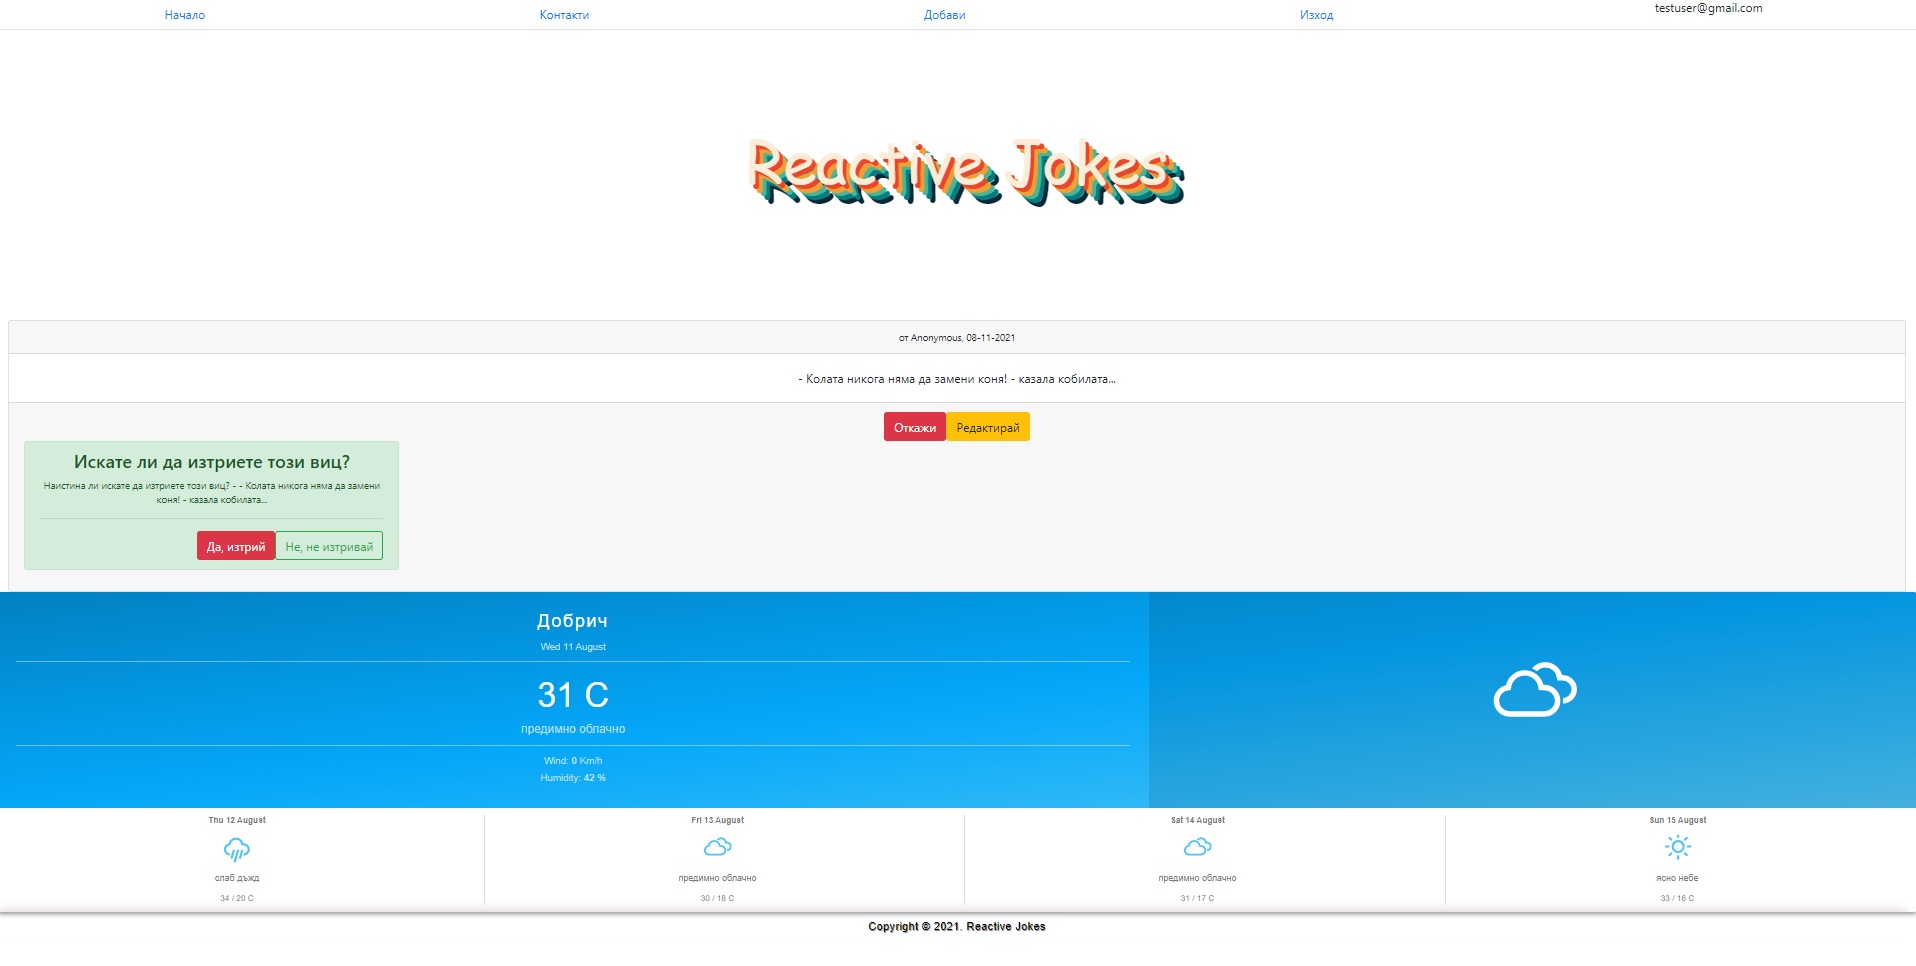 Начало Контакти Добави Изход testuser@gmail.com
Reactive Jokes
от Anonymous, 08-11-2021
- Колата никога няма да замени коня! - казала кобилата...
Откажи Редактирай
Искате ли да изтриете този виц?
Наистина ли искате да изтриете този виц? - - Колата никога няма да замени
коня! - казала кобилата...
Да, изтрий Не, не изтривай
Добрич
Wed 11 August
31 C
предимно облачно
Wind: 0 Km/h
Humidity: 42 %
Thu 12 August Fri 13 August Sat 14 August Sun 15 August
слаб дъжд предимно облачно предимно облачно ясно небе
34 / 20 C 30 / 18 C 31 / 17 C 33 / 16 C
Copyright © 2021. Reactive Jokes